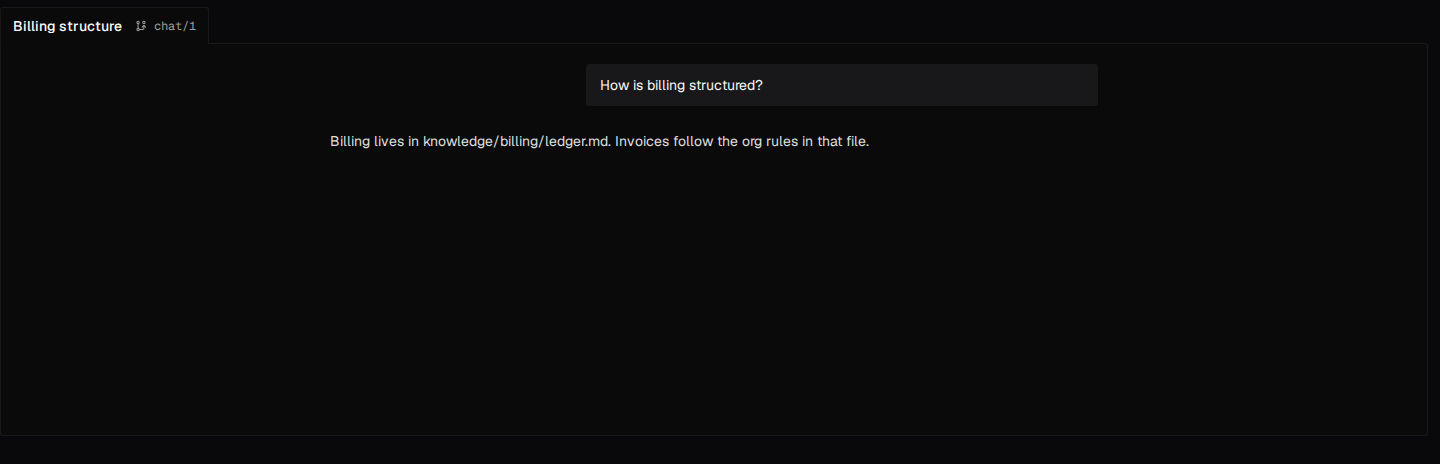 Billing structure chat/1
How is billing structured?
Billing lives in knowledge/billing/ledger.md. Invoices follow the org rules in that file.